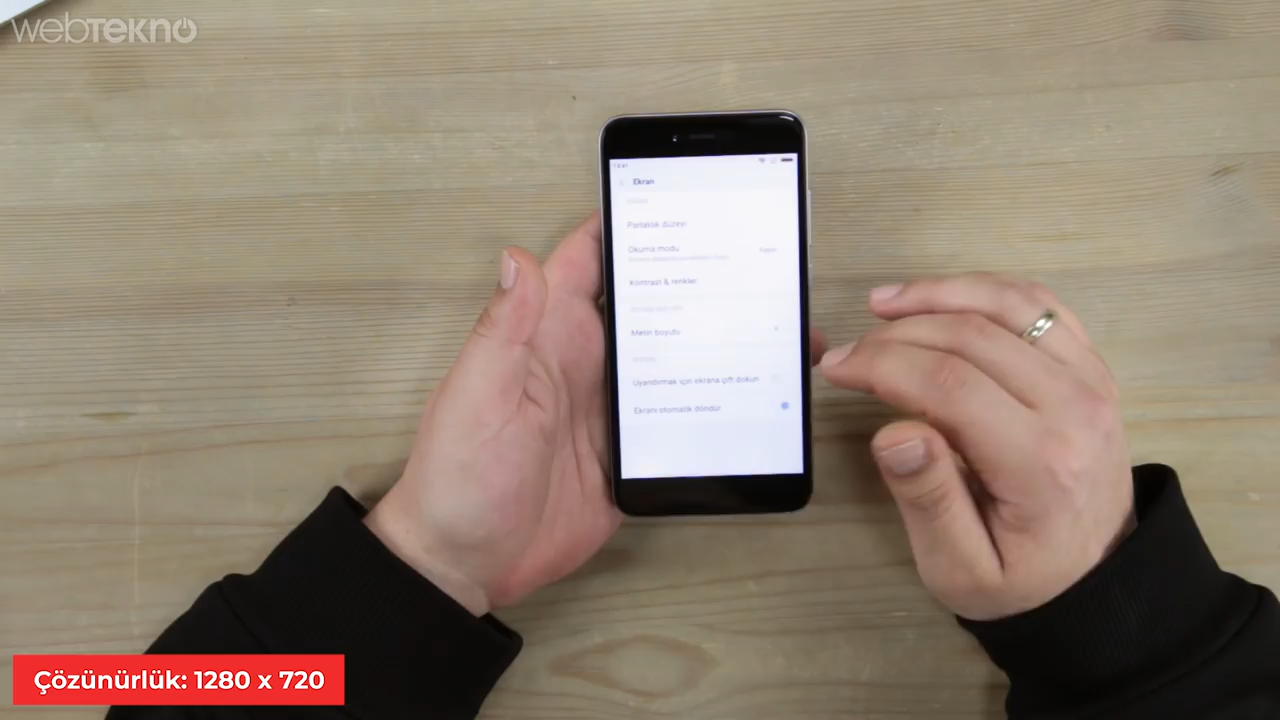 webTEKNO
Ekran
Parlaklık düzeyi
Okuma modu
Kapalı
Kontrast & renkler
Metin boyutu
Uyandırmak için ekrana çift dokun
Ekranı otomatik döndür
Çözünürlük: 1280 x 720